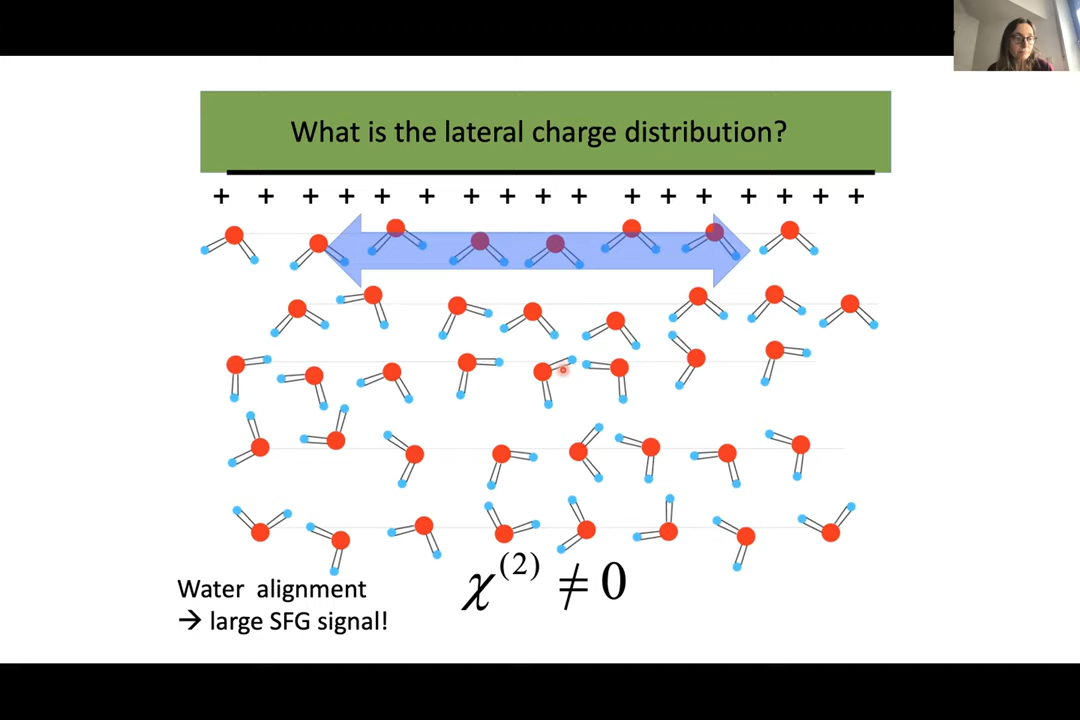 What is the lateral charge distribution?
+ + + + + + + + + + + + + + + + + +
χ(2) ≠ 0
Water alignment
→ large SFG signal!